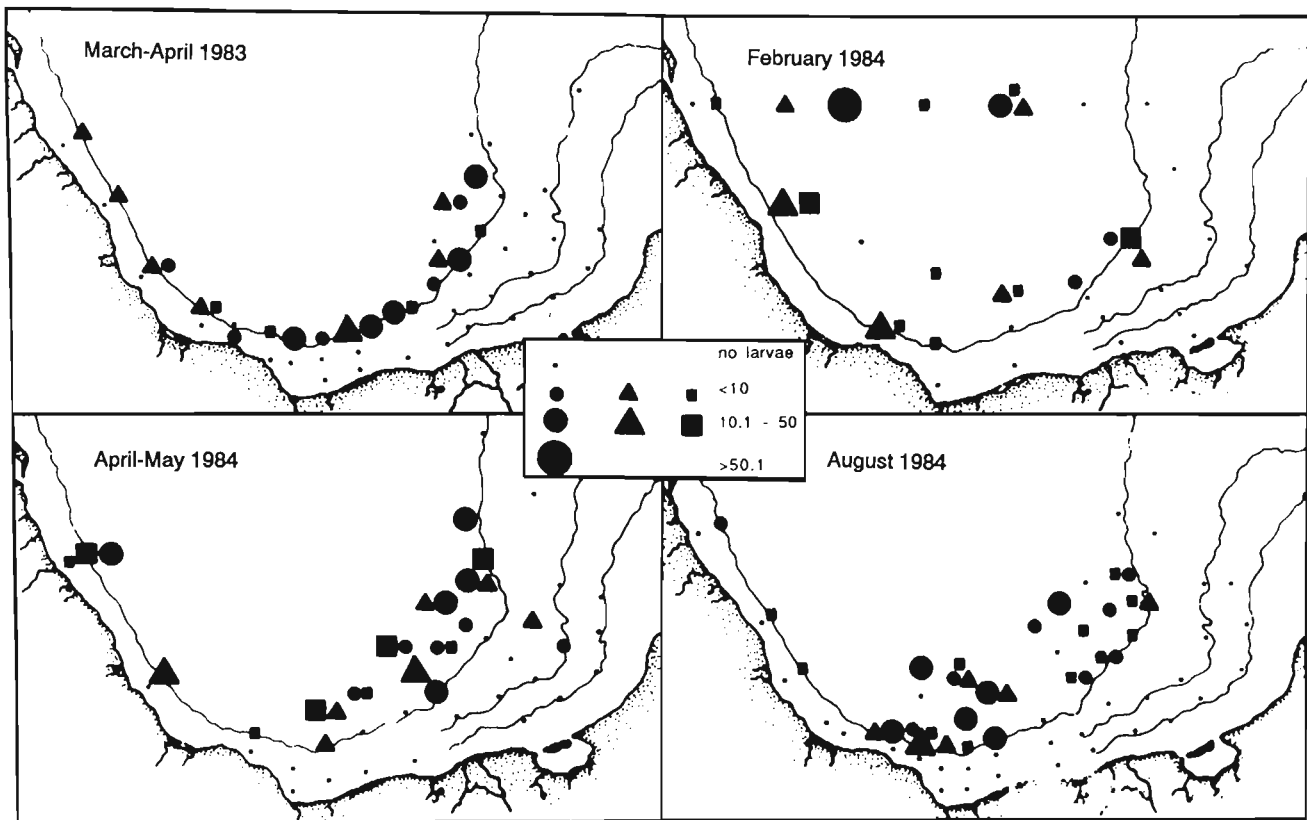 March-April 1983
February 1984
no larvae
<10
10.1 - 50
>50.1
April-May 1984
August 1984